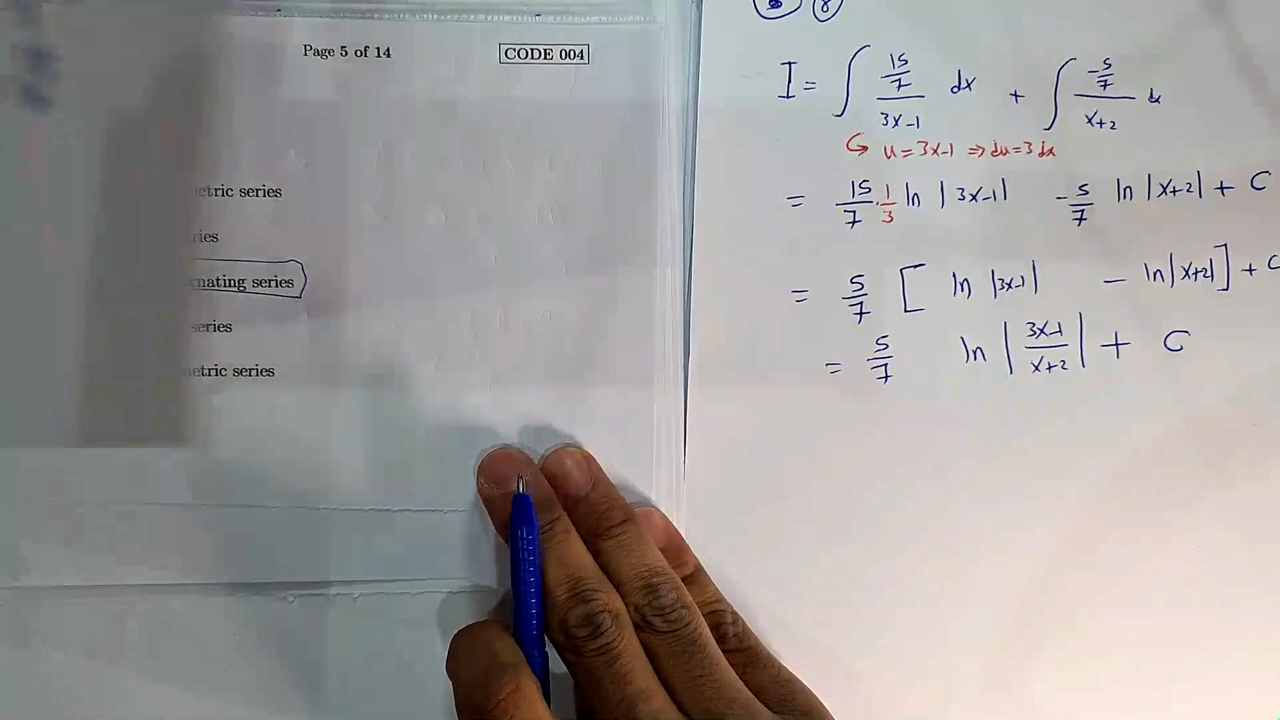 Page 5 of 14
CODE 004
etric series
ries
nating series
series
etric series
8
I = ∫ (15/7)/(3x-1) dx + ∫ (-5/7)/(x+2) dx
u = 3x-1 ⇒ du = 3 dx
= 15/7 · 1/3 ln |3x-1| - 5/7 ln |x+2| + C
= 5/7 [ ln |3x-1| - ln |x+2| ] + C
= 5/7 ln | (3x-1)/(x+2) | + C